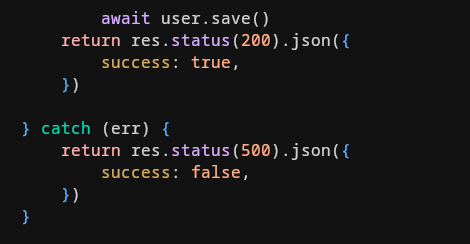 await user.save()
return res.status(200).json({
success: true,
})
} catch (err) {
return res.status(500).json({
success: false,
})
}